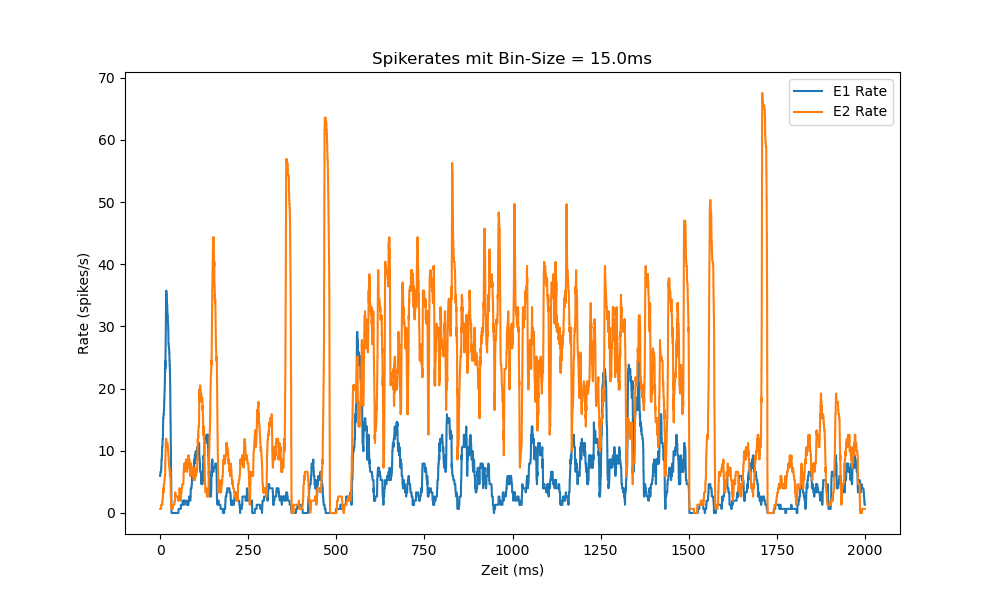 Spikerates mit Bin-Size = 15.0ms
E1 Rate
E2 Rate
Rate (spikes/s)
70
60
50
40
30
20
10
0
0 250 500 750 1000 1250 1500 1750 2000
Zeit (ms)